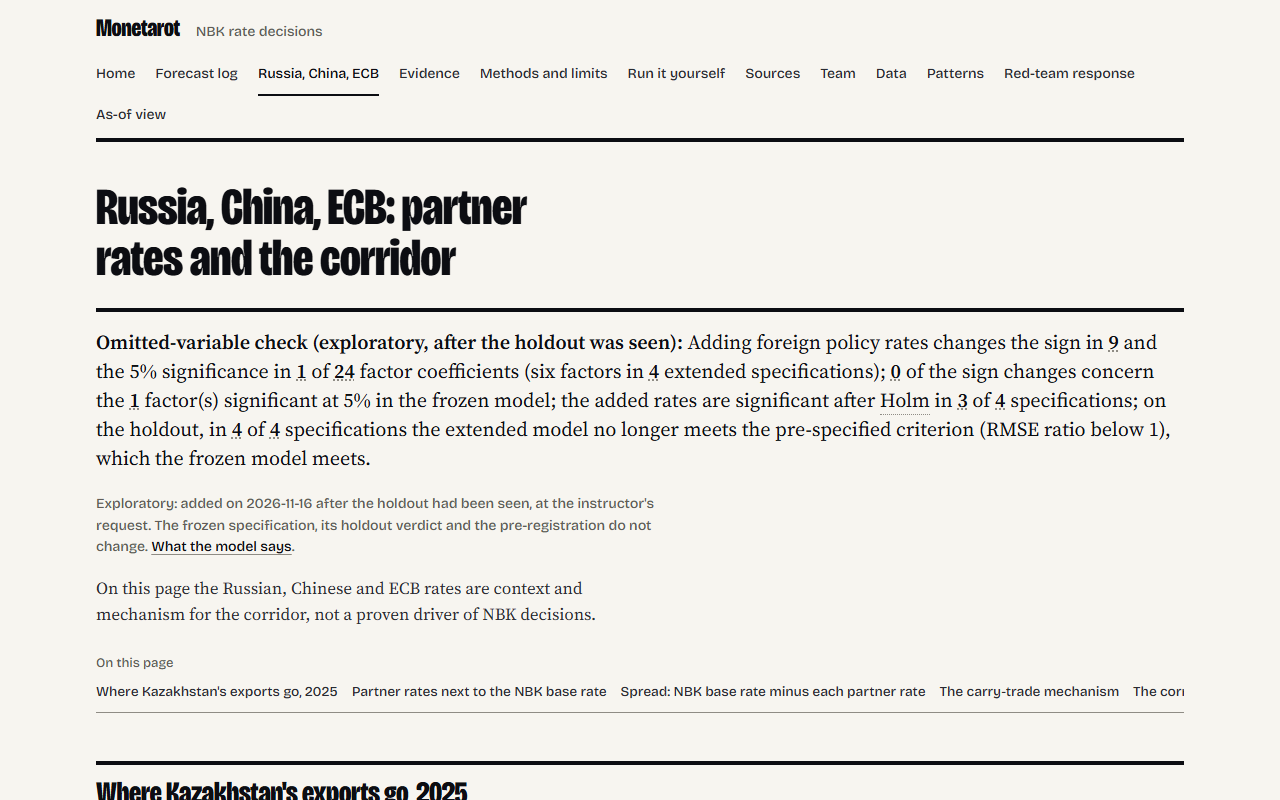 Monetarot NBK rate decisions
Home Forecast log Russia, China, ECB Evidence Methods and limits Run it yourself Sources Team Data Patterns Red-team response
As-of view
Russia, China, ECB: partner
rates and the corridor
Omitted-variable check (exploratory, after the holdout was seen): Adding foreign policy rates changes the sign in 9 and
the 5% significance in 1 of 24 factor coefficients (six factors in 4 extended specifications); 0 of the sign changes concern
the 1 factor(s) significant at 5% in the frozen model; the added rates are significant after Holm in 3 of 4 specifications; on
the holdout, in 4 of 4 specifications the extended model no longer meets the pre-specified criterion (RMSE ratio below 1),
which the frozen model meets.
Exploratory: added on 2026-11-16 after the holdout had been seen, at the instructor's
request. The frozen specification, its holdout verdict and the pre-registration do not
change. What the model says.
On this page the Russian, Chinese and ECB rates are context and
mechanism for the corridor, not a proven driver of NBK decisions.
On this page
Where Kazakhstan's exports go, 2025 Partner rates next to the NBK base rate Spread: NBK base rate minus each partner rate The carry-trade mechanism The
Where Kazakhstan's exports go, 2025